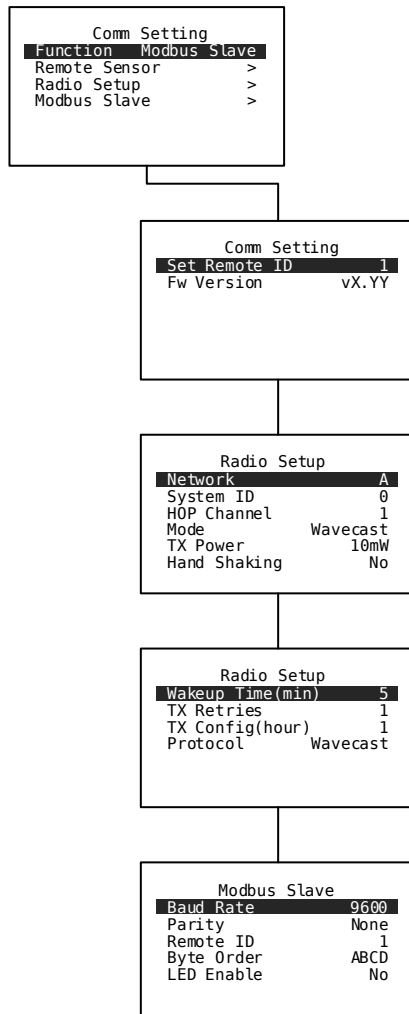 Comm Setting
Function Modbus Slave
Remote Sensor >
Radio Setup >
Modbus Slave >
Comm Setting
Set Remote ID 1
Fw Version vX.YY
Radio Setup
Network A
System ID 0
HOP Channel 1
Mode Wavecast
TX Power 10mW
Hand Shaking No
Radio Setup
Wakeup Time(min) 5
TX Retries 1
TX Config(hour) 1
Protocol Wavecast
Modbus Slave
Baud Rate 9600
Parity None
Remote ID 1
Byte Order ABCD
LED Enable No